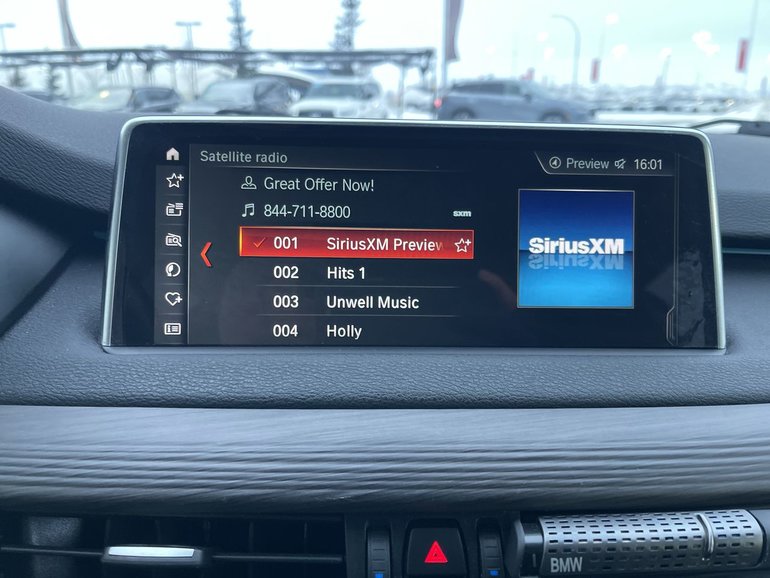 Satellite radio
Preview 16:01
Great Offer Now!
844-711-8800 sxm
001 SiriusXM Preview
002 Hits 1
003 Unwell Music
004 Holly
SiriusXM
BMW